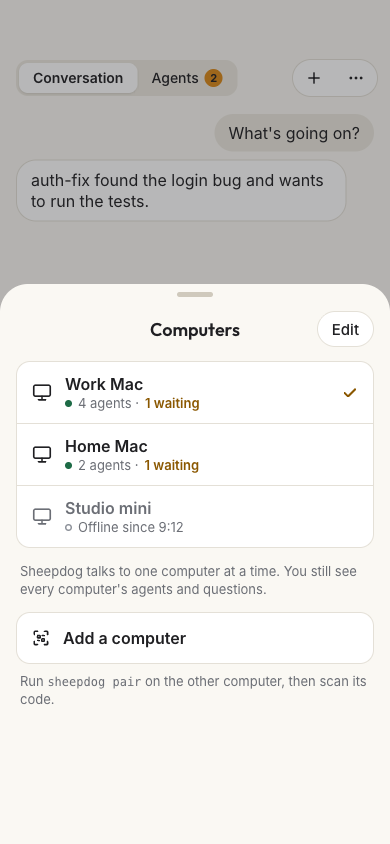 Conversation Agents 2
What's going on?
auth-fix found the login bug and wants
to run the tests.
Computers
Edit
Work Mac
4 agents · 1 waiting
Home Mac
2 agents · 1 waiting
Studio mini
Offline since 9:12
Sheepdog talks to one computer at a time. You still see
every computer's agents and questions.
Add a computer
Run sheepdog pair on the other computer, then scan its
code.